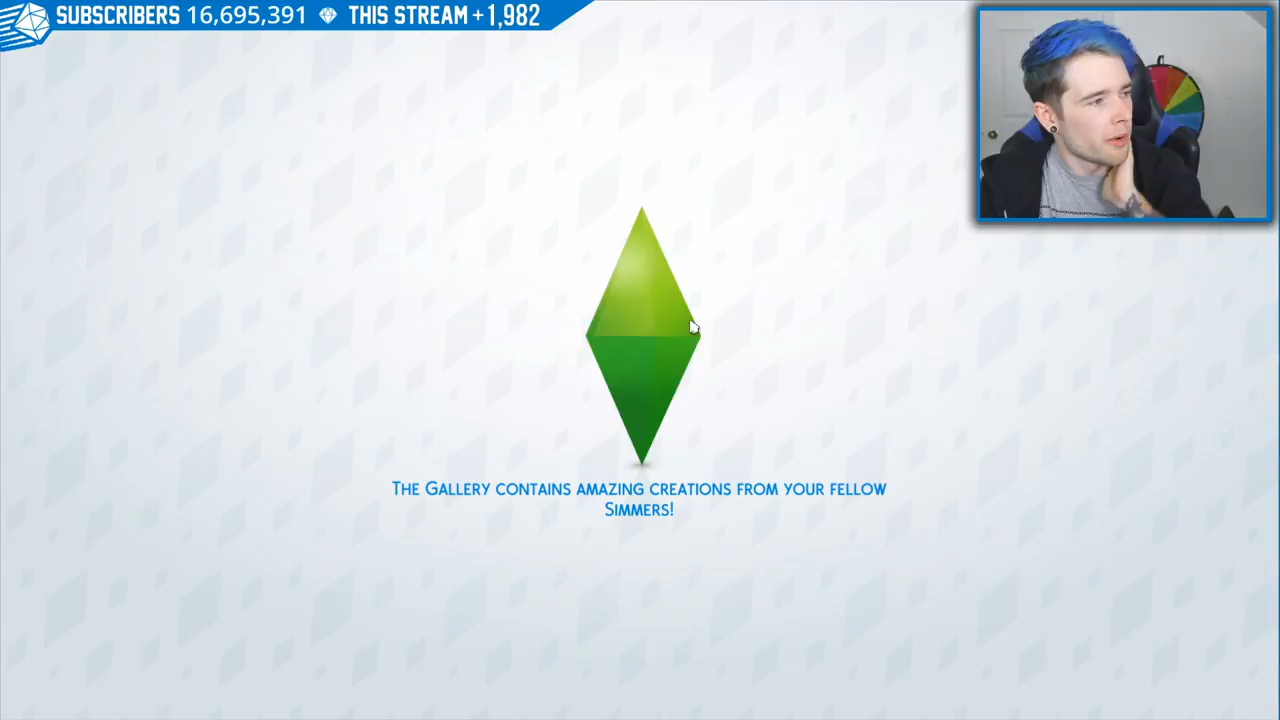 SUBSCRIBERS 16,695,391 THIS STREAM +1,982
THE GALLERY CONTAINS AMAZING CREATIONS FROM YOUR FELLOW
SIMMERS!